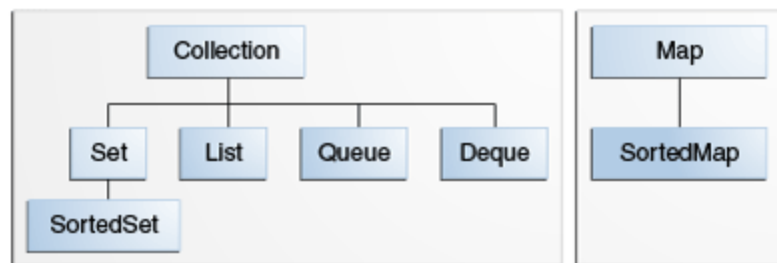 Collection
Map
Set
List
Queue
Deque
SortedMap
SortedSet